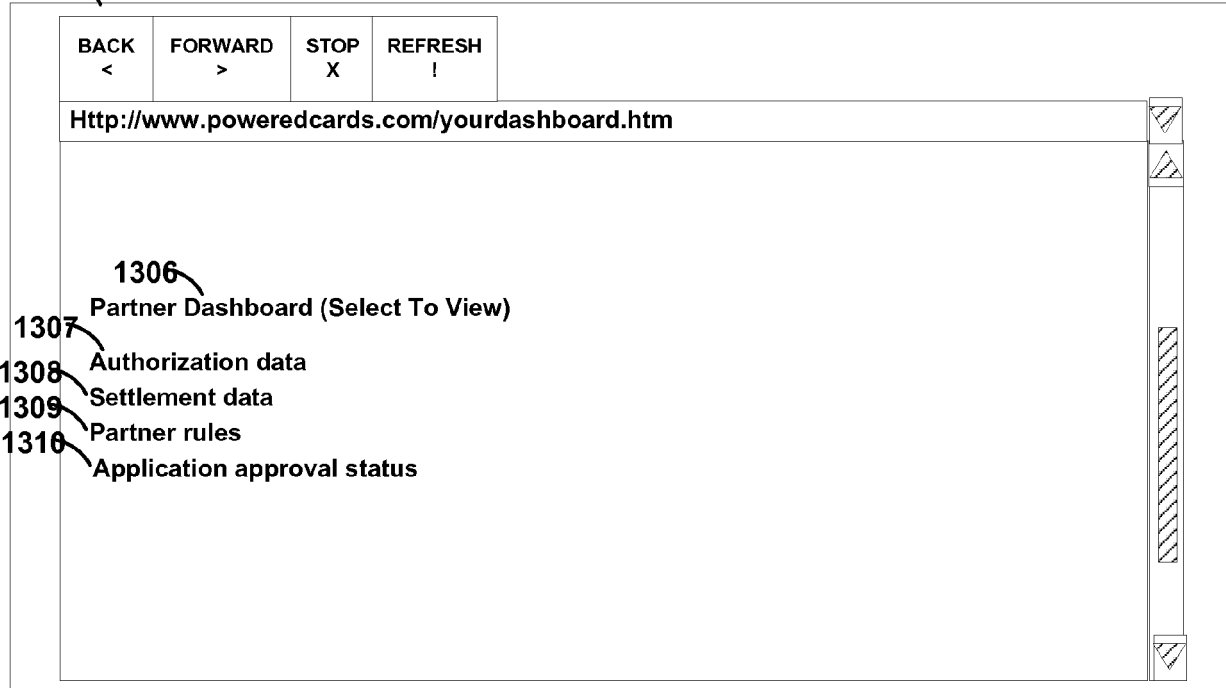 BACK FORWARD STOP REFRESH
< > X !
Http://www.poweredcards.com/yourdashboard.htm
1306
Partner Dashboard (Select To View)
1307
Authorization data
1308
Settlement data
1309
Partner rules
1310
Application approval status